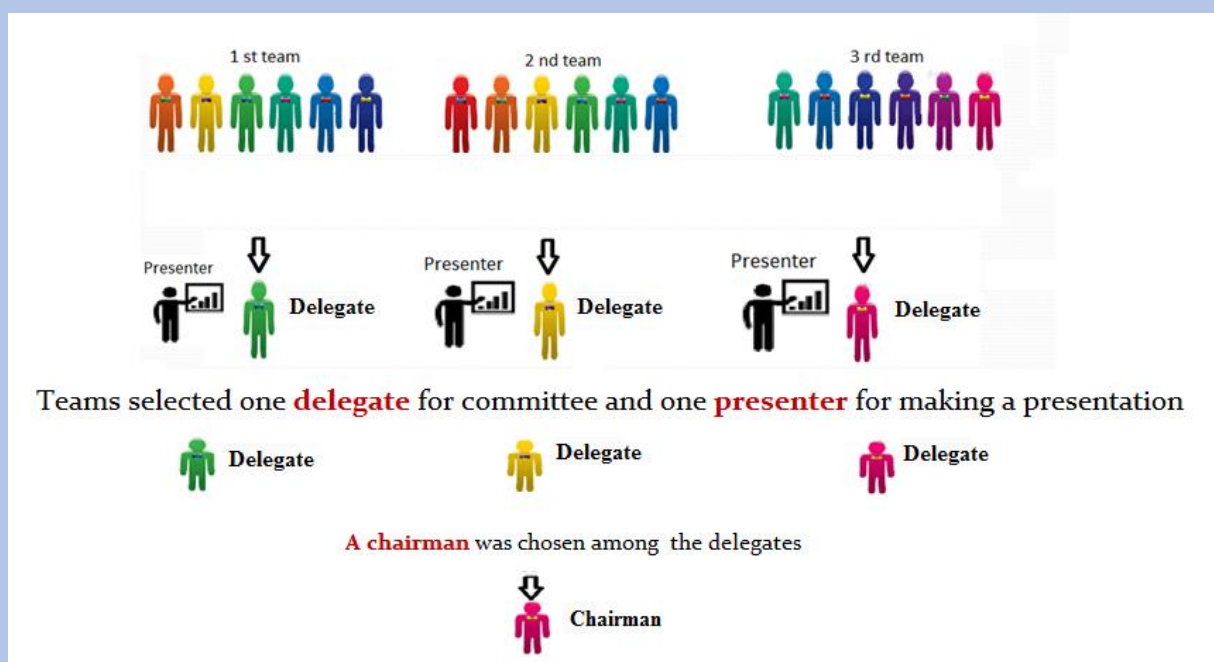 1 st team
2 nd team
3 rd team
Presenter
Delegate
Presenter
Delegate
Presenter
Delegate
Teams selected one delegate for committee and one presenter for making a presentation
Delegate
Delegate
Delegate
A chairman was chosen among the delegates
Chairman